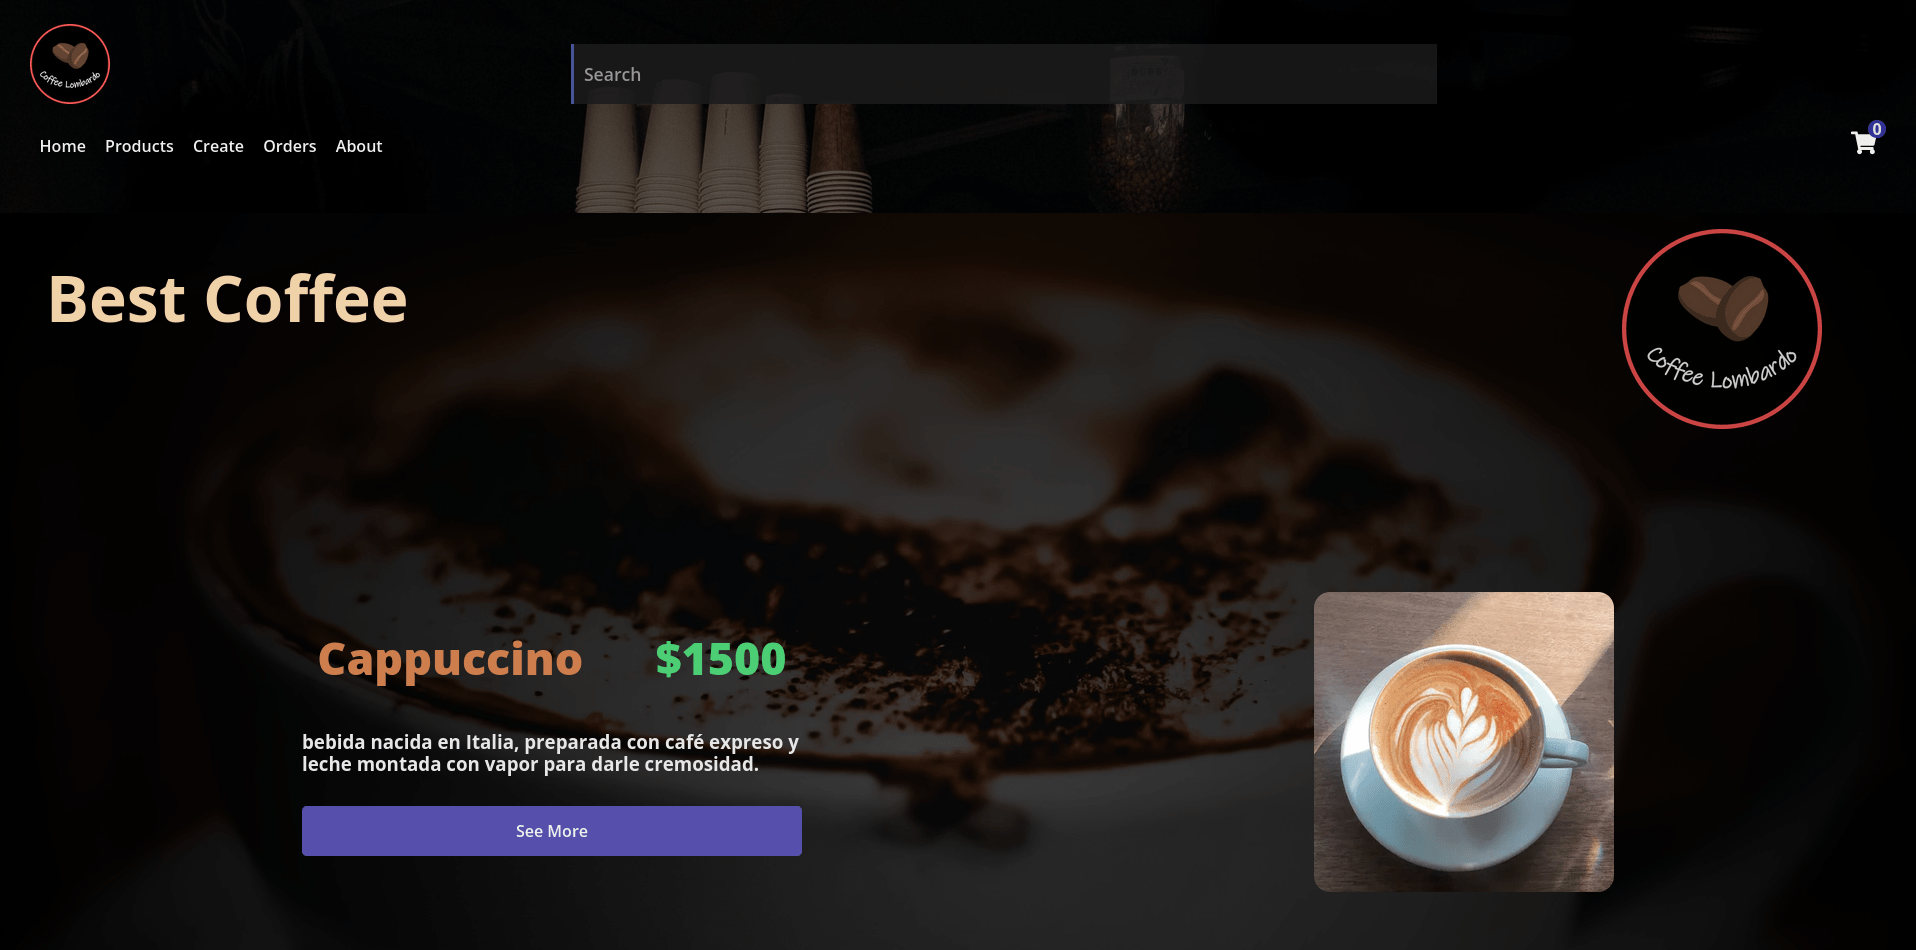 Coffee Lombardo
Search
Home Products Create Orders About
0
Best Coffee
Coffee Lombardo
Cappuccino $1500
bebida nacida en Italia, preparada con café expreso y
leche montada con vapor para darle cremosidad.
See More